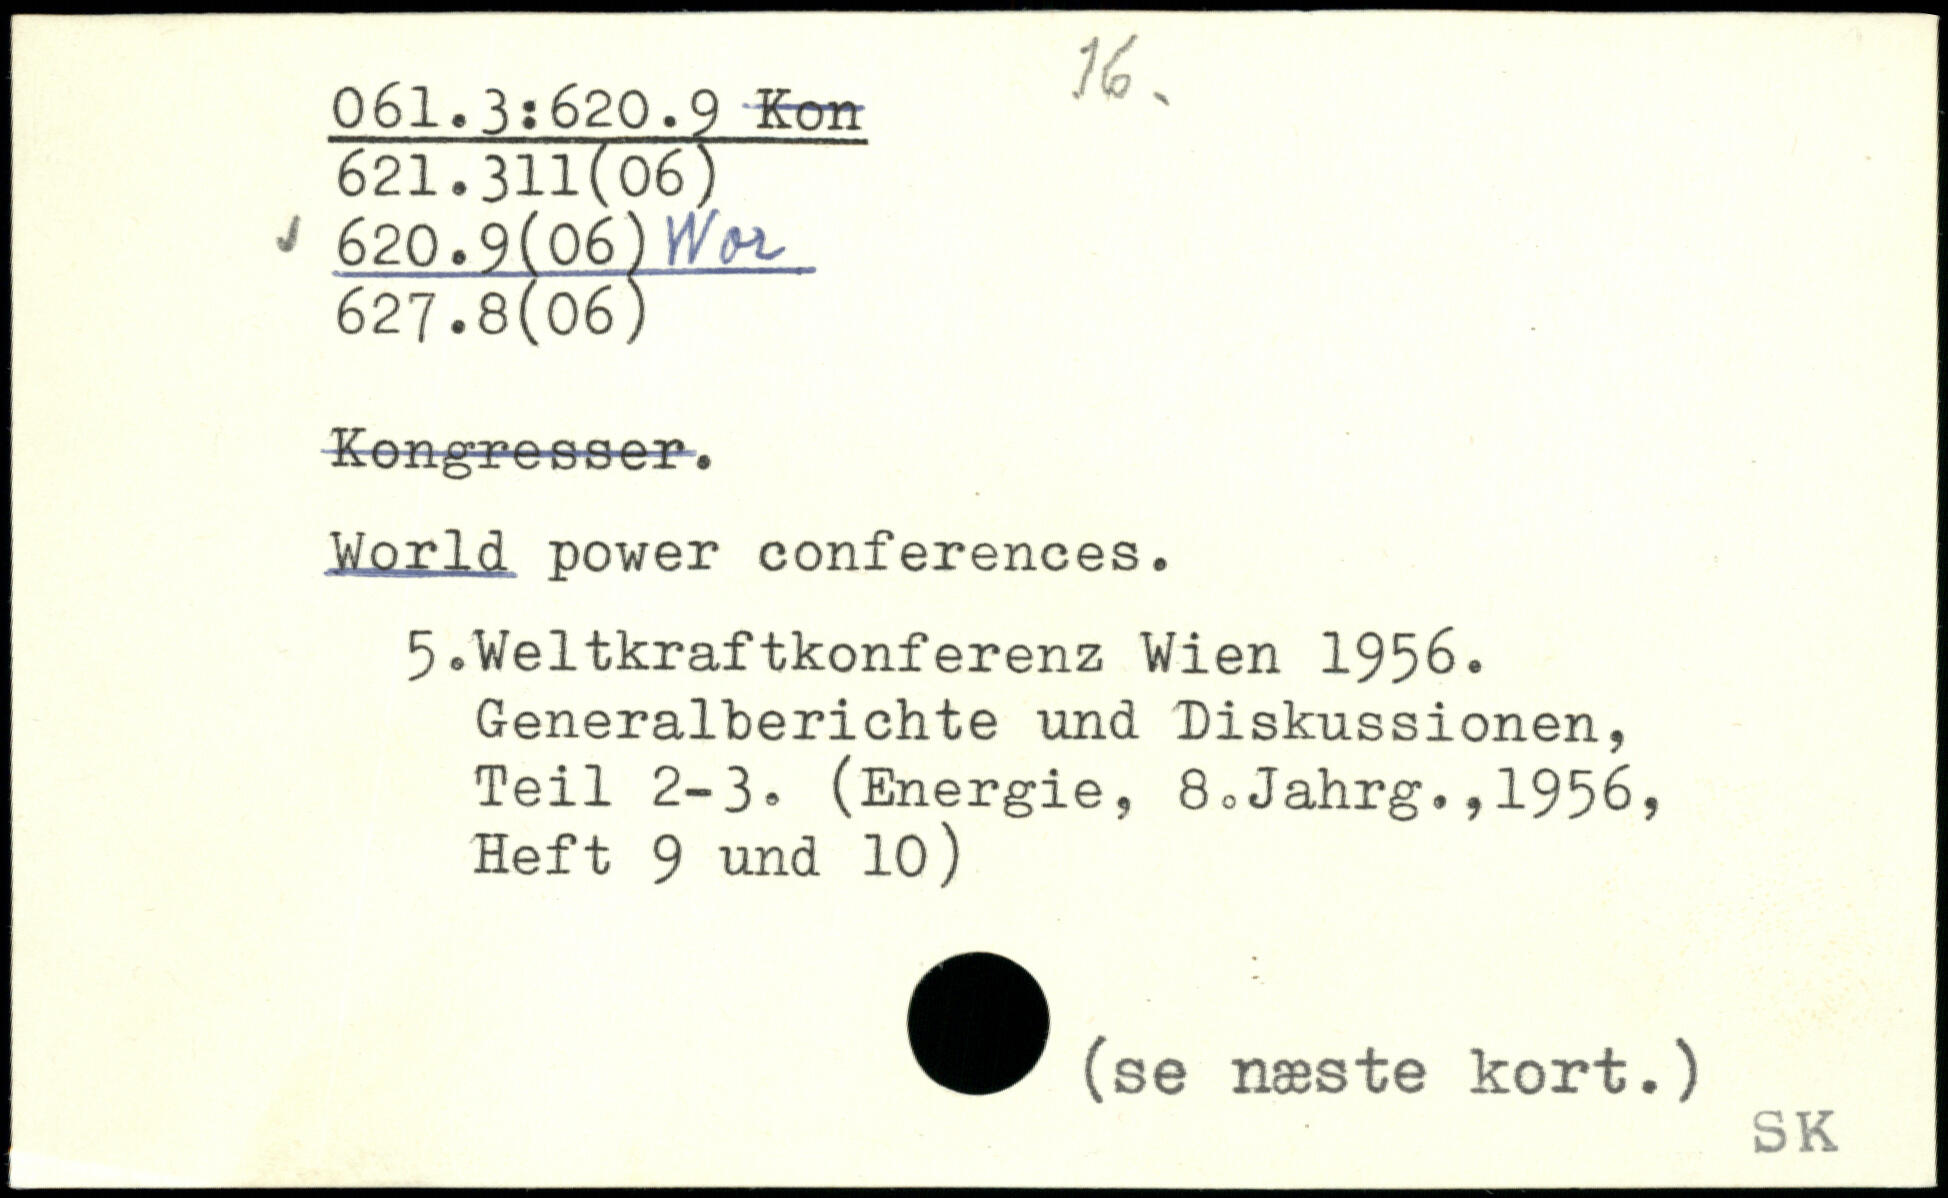 16.
061.3:620.9 Kon
621.311(06)
620.9(06) Wor
627.8(06)
Kongresser.
World power conferences.
5.Weltkraftkonferenz Wien 1956.
Generalberichte und Diskussionen,
Teil 2-3. (Energie, 8.Jahrg.,1956,
Heft 9 und 10)
(se næste kort.)
SK